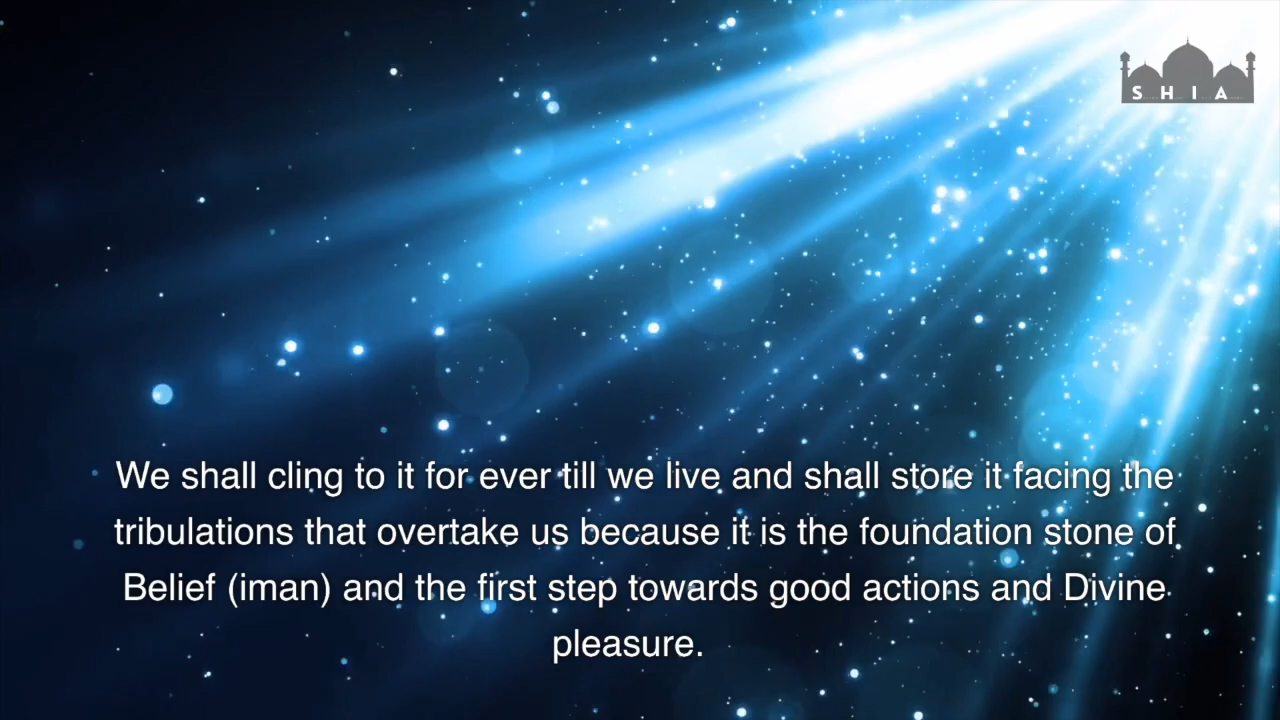 SHIA
We shall cling to it for ever till we live and shall store it facing the
tribulations that overtake us because it is the foundation stone of
Belief (iman) and the first step towards good actions and Divine
pleasure.